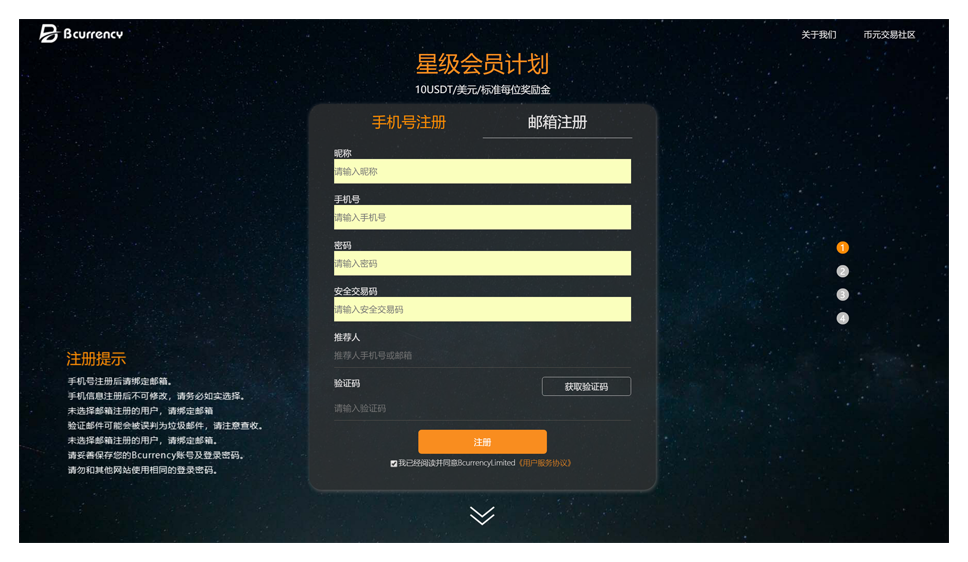 Bcurrency
关于我们 币元交易社区
星级会员计划
10USDT/美元/标准每位奖励金
手机号注册 邮箱注册
昵称
请输入昵称
手机号
请输入手机号
密码
请输入密码
安全交易码
请输入安全交易码
推荐人
推荐人手机号或邮箱
验证码 获取验证码
请输入验证码
注册
我已经阅读并同意BcurrencyLimited《用户服务协议》
1
2
3
4
注册提示
手机号注册后请绑定邮箱。
手机信息注册后不可修改，请务必如实选择。
未选择邮箱注册的用户，请绑定邮箱
验证邮件可能会被误判为垃圾邮件，请注意查收。
未选择邮箱注册的用户，请绑定邮箱。
请妥善保存您的Bcurrency账号及登录密码。
请勿和其他网站使用相同的登录密码。